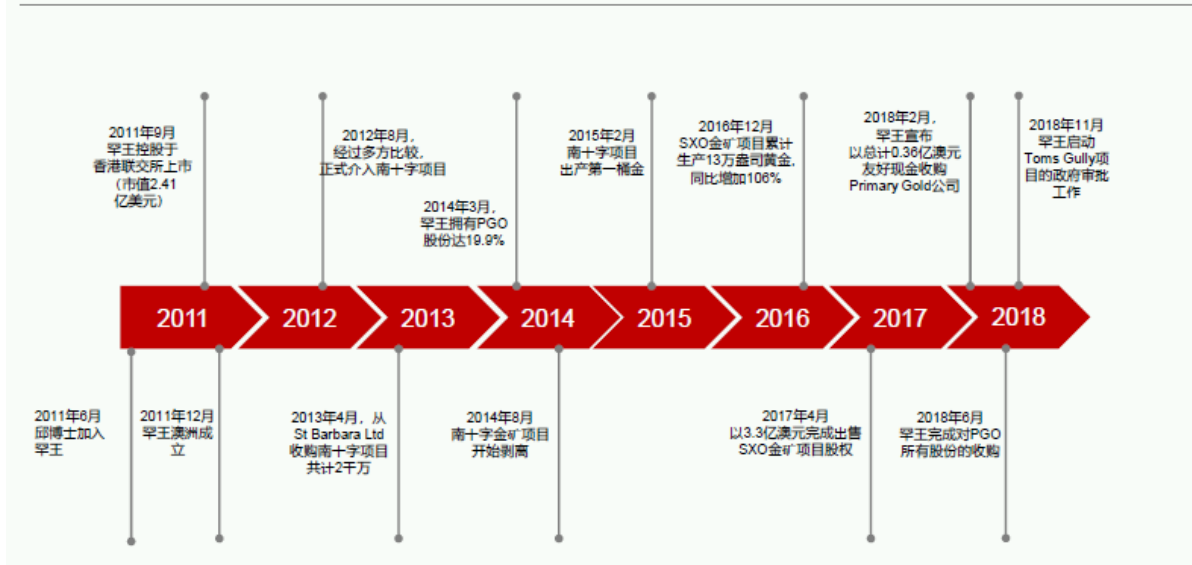 2011年9月
罕王控股于
香港联交所上市
（市值2.41
亿美元）
2012年8月，
经过多方比较，
正式介入南十字项目
2014年3月，
罕王拥有PGO
股份达19.9%
2015年2月
南十字项目
出产第一桶金
2016年12月
SXO金矿项目累计
生产13万盎司黄金，
同比增加106%
2018年2月，
罕王宣布
以总计0.36亿澳元
友好现金收购
Primary Gold公司
2018年11月
罕王启动
Toms Gully项
目的政府审批
工作
2011
2012
2013
2014
2015
2016
2017
2018
2011年6月
邱博士加入
罕王
2011年12月
罕王澳洲成
立
2013年4月，从
St Barbara Ltd
收购南十字项目
共计2千万
2014年8月
南十字金矿项目
开始剥离
2017年4月
以3.3亿澳元完成出售
SXO金矿项目股权
2018年6月
罕王完成对PGO
所有股份的收购